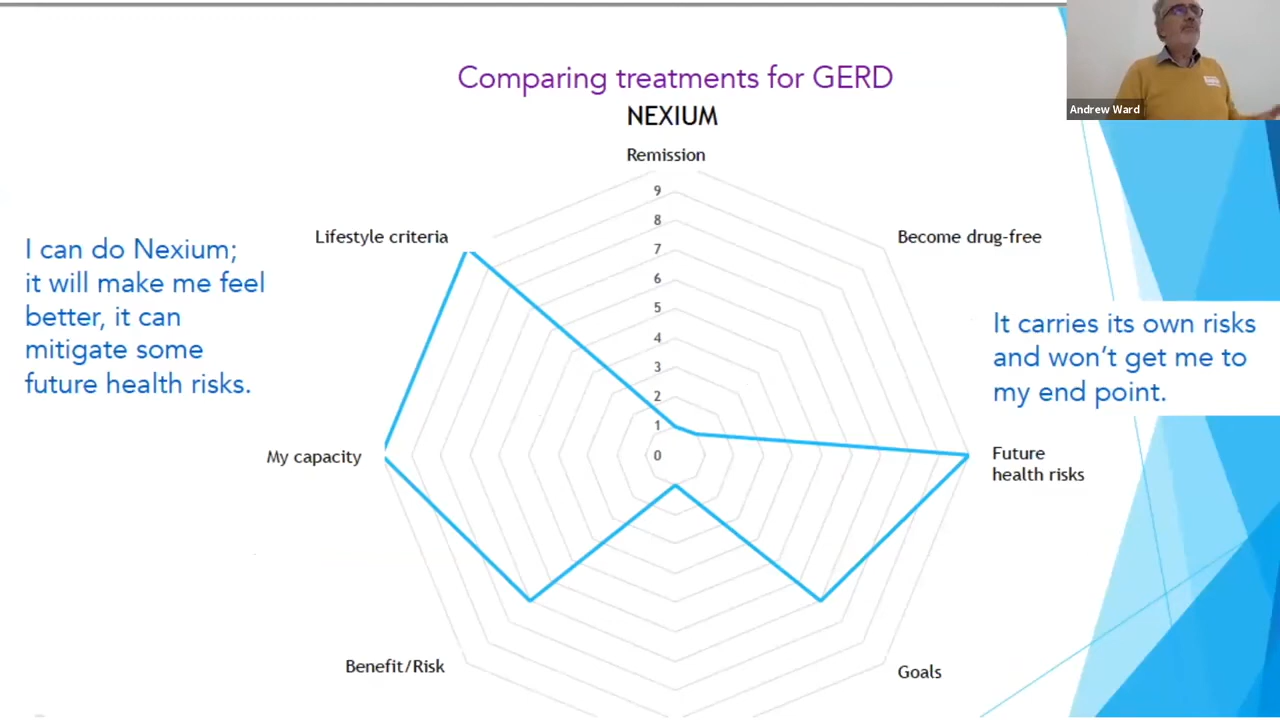 Comparing treatments for GERD
NEXIUM
Andrew Ward
Remission
9
8
7
6
5
4
3
2
1
0
Lifestyle criteria
Become drug-free
I can do Nexium;
it will make me feel
better, it can
mitigate some
future health risks.
It carries its own risks
and won't get me to
my end point.
My capacity
Future
health risks
Benefit/Risk
Goals